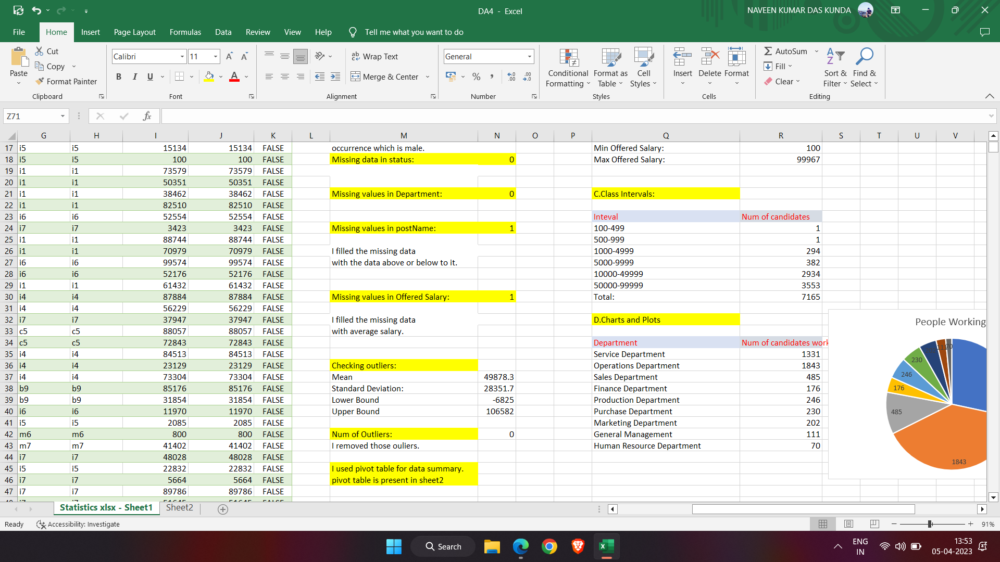 DA4 - Excel
NAVEEN KUMAR DAS KUNDA
File Home Insert Page Layout Formulas Data Review View Help Tell me what you want to do
Cut
Copy
Format Painter
Paste
Clipboard
Calibri 11
B I U
Font
Wrap Text
Merge & Center
Alignment
General
Number
Conditional Formatting
Format as Table
Cell Styles
Styles
Insert Delete Format
Cells
AutoSum
Fill
Clear
Sort & Filter
Find & Select
Editing
Z71 fx
G H I J K L M N O P Q R S T U V
17 i5 i5 15134 15134 FALSE occurrence which is male. Min Offered Salary: 100
18 i5 i5 100 100 FALSE Missing data in status: 0 Max Offered Salary: 99967
19 i1 i1 73579 73579 FALSE
20 i1 i1 50351 50351 FALSE
21 i1 i1 38462 38462 FALSE Missing values in Department: 0 C.Class Intervals:
22 i1 i1 82510 82510 FALSE
23 i6 i6 52554 52554 FALSE Inteval Num of candidates
24 i7 i7 3423 3423 FALSE Missing values in postName: 1 100-499 1
25 i1 i1 88744 88744 FALSE 500-999 1
26 i1 i1 70979 70979 FALSE I filled the missing data 1000-4999 294
27 i6 i6 99574 99574 FALSE with the data above or below to it. 5000-9999 382
28 i6 i6 52176 52176 FALSE 10000-49999 2934
29 i1 i1 61432 61432 FALSE 50000-99999 3553
30 i4 i4 87884 87884 FALSE Missing values in Offered Salary: 1 Total: 7165
31 i4 i4 56229 56229 FALSE
32 i7 i7 37947 37947 FALSE I filled the missing data D.Charts and Plots
33 c5 c5 88057 88057 FALSE with average salary.
34 c5 c5 72843 72843 FALSE Department Num of candidates work
35 i4 i4 84513 84513 FALSE Service Department 1331
36 i4 i4 23129 23129 FALSE Checking outliers: Operations Department 1843
37 i4 i4 73304 73304 FALSE Mean 49878.3 Sales Department 485
38 b9 b9 85176 85176 FALSE Standard Deviation: 28351.7 Finance Department 176
39 b9 b9 31854 31854 FALSE Lower Bound -6825 Production Department 246
40 i6 i6 11970 11970 FALSE Upper Bound 106582 Purchase Department 230
41 i5 i5 2085 2085 FALSE Marketing Department 202
42 m6 m6 800 800 FALSE Num of Outliers: 0 General Management 111
43 m7 m7 41402 41402 FALSE I removed those ouliers. Human Resource Department 70
44 i7 i7 48028 48028 FALSE
45 i5 i5 22832 22832 FALSE I used pivot table for data summary.
46 i7 i7 5664 5664 FALSE pivot table is present in sheet2
47 i7 i7 89786 89786 FALSE
People Working
70
230
246
176
485
1843
Statistics xlsx - Sheet1 Sheet2
Ready Accessibility: Investigate 91%
Search
ENG
IN
13:53
05-04-2023